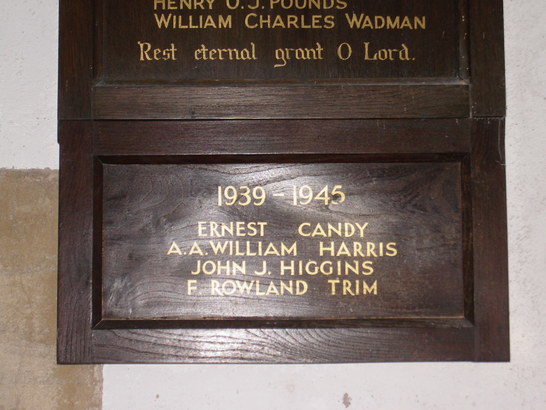 HENRY O.J. POUNDS
WILLIAM CHARLES WADMAN
Rest eternal grant O Lord.
1939 - 1945
ERNEST CANDY
A.A. WILLIAM HARRIS
JOHN J. HIGGINS
F. ROWLAND TRIM